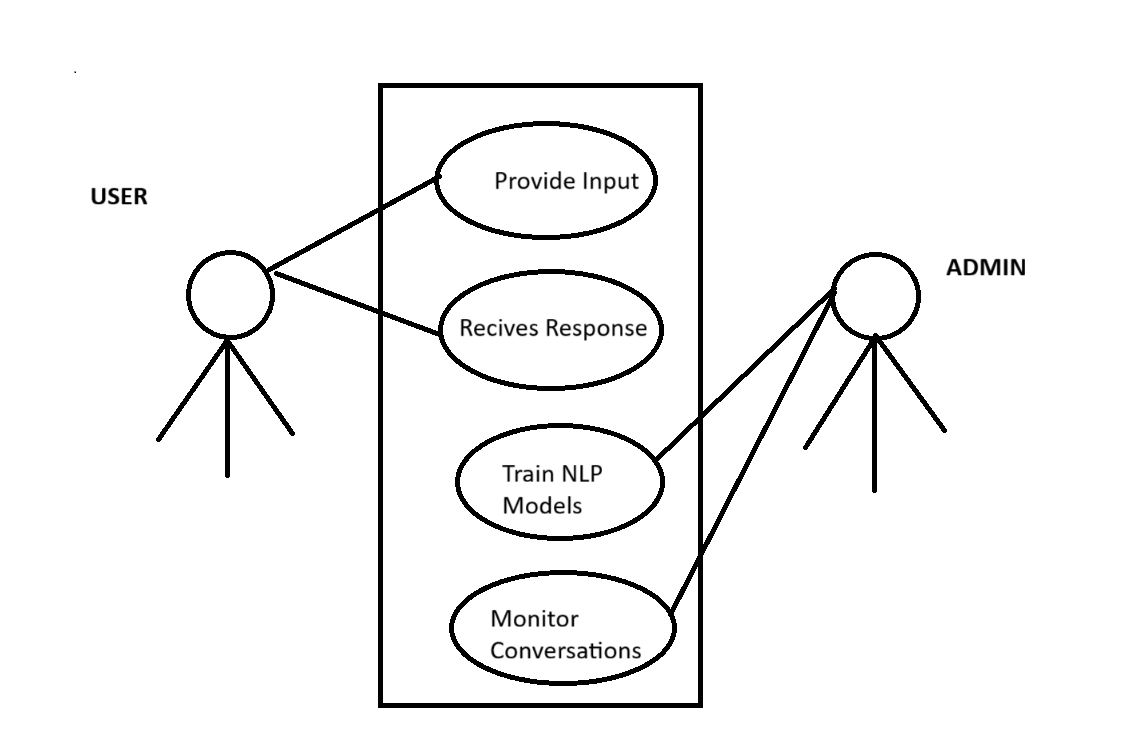 USER
Provide Input
Recives Response
ADMIN
Train NLP
Models
Monitor
Conversations